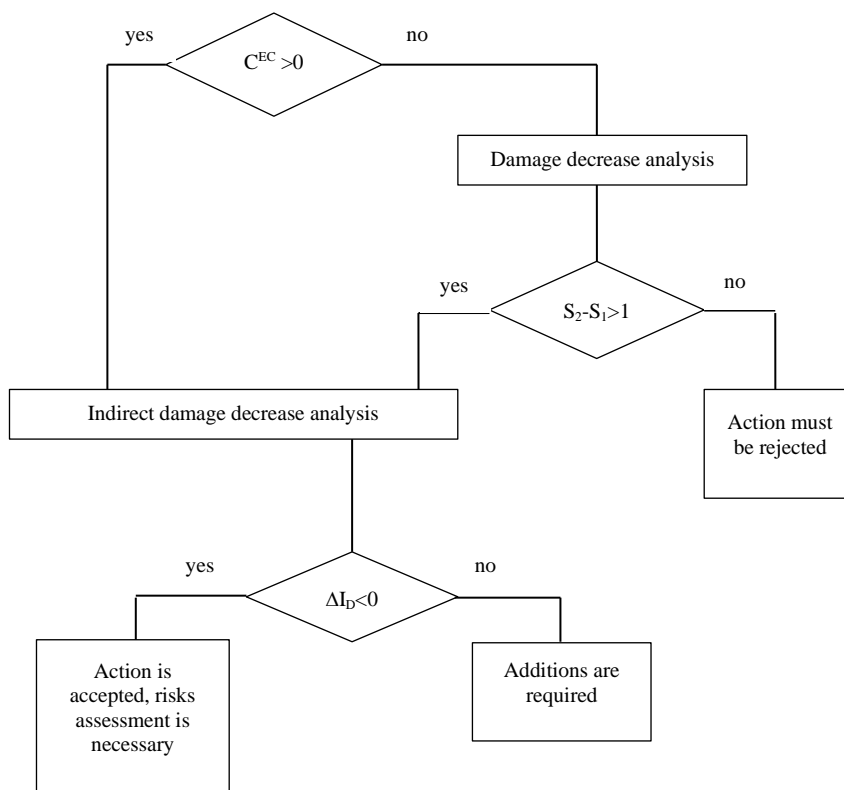 yes
no
C^EC >0
Damage decrease analysis
yes
no
S₂-S₁>1
Indirect damage decrease analysis
Action must
be rejected
yes
no
ΔI_D<0
Action is
accepted, risks
assessment is
necessary
Additions are
required